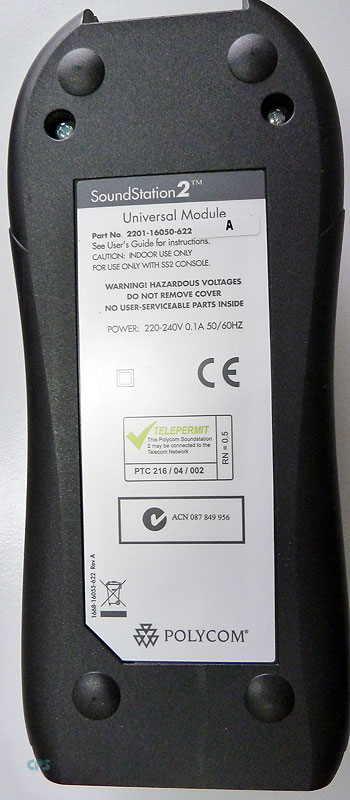 SoundStation2™
Universal Module
A
Part No. 2201-16050-622
See User's Guide for instructions.
CAUTION: INDOOR USE ONLY
FOR USE ONLY WITH SS2 CONSOLE.
WARNING! HAZARDOUS VOLTAGES
DO NOT REMOVE COVER
NO USER-SERVICEABLE PARTS INSIDE
POWER: 220-240V 0.1A 50/60HZ
CE
TELEPERMIT
This Polycom Soundstation
2 may be connected to the
Telecom Network
PTC 216 / 04 / 002
RN = 0.5
ACN 087 849 956
1668-16055-622 Rev A
POLYCOM®
CPS